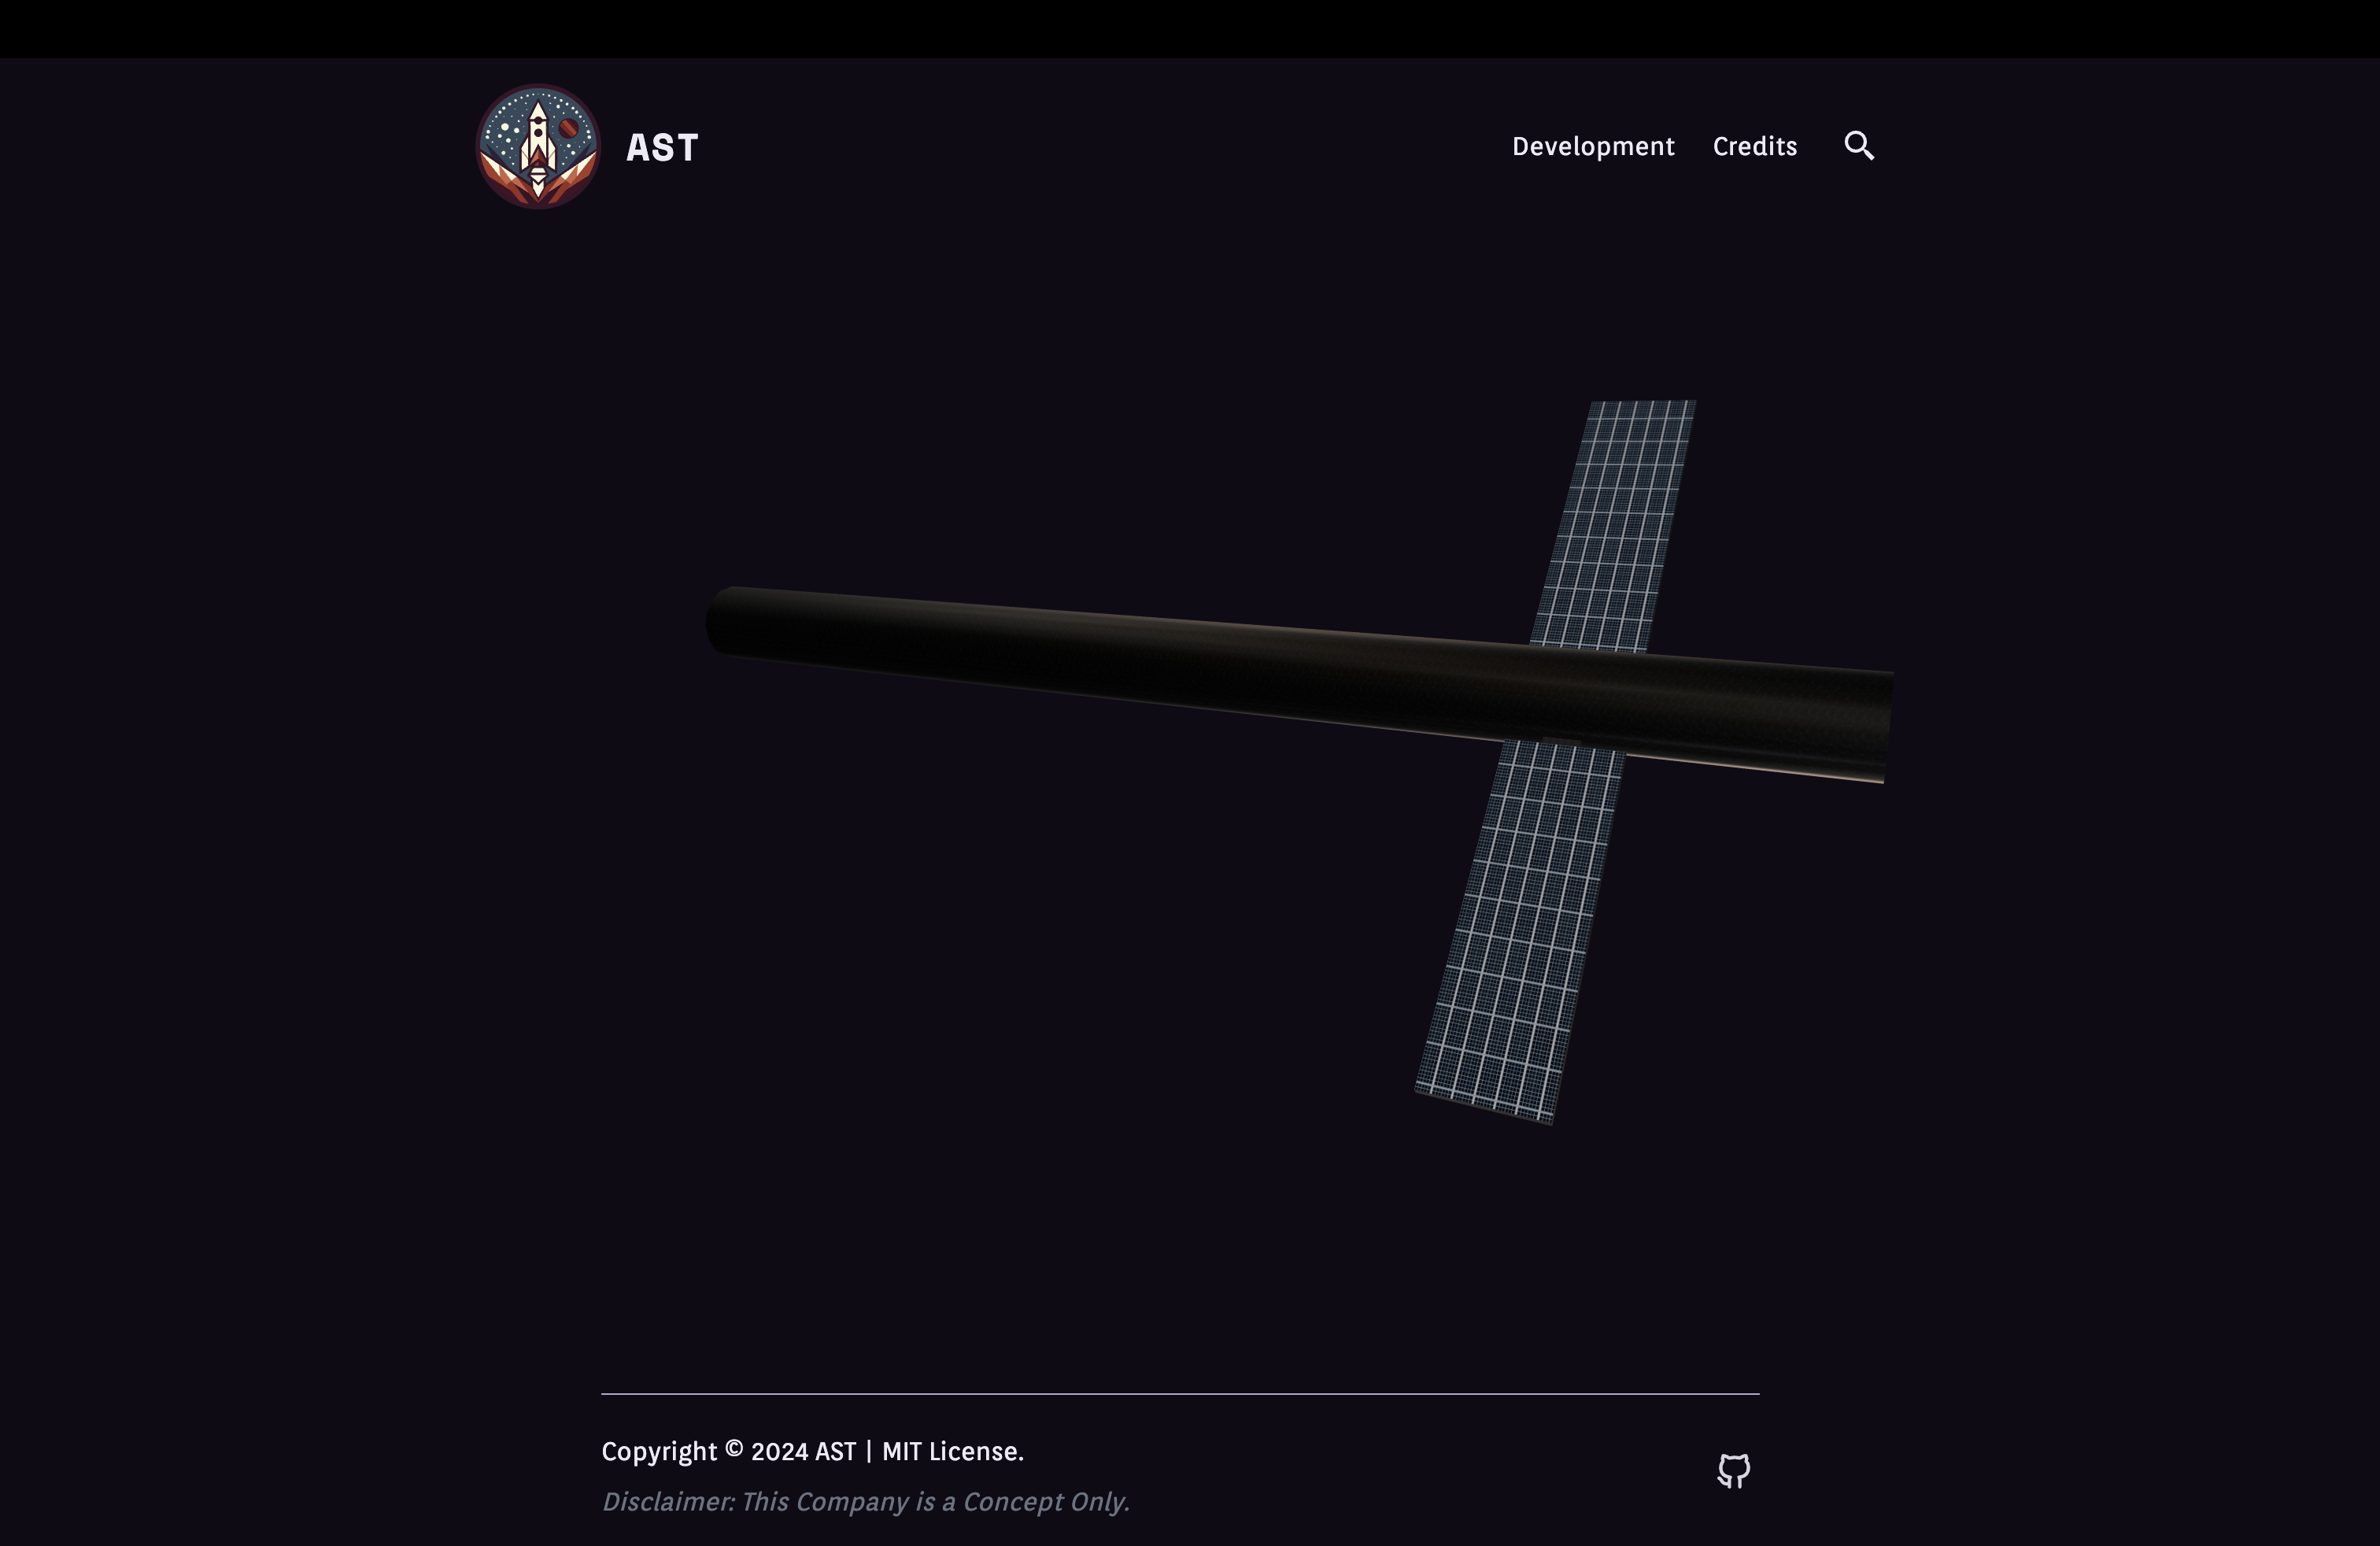 AST
Development
Credits
Copyright © 2024 AST | MIT License.
Disclaimer: This Company is a Concept Only.